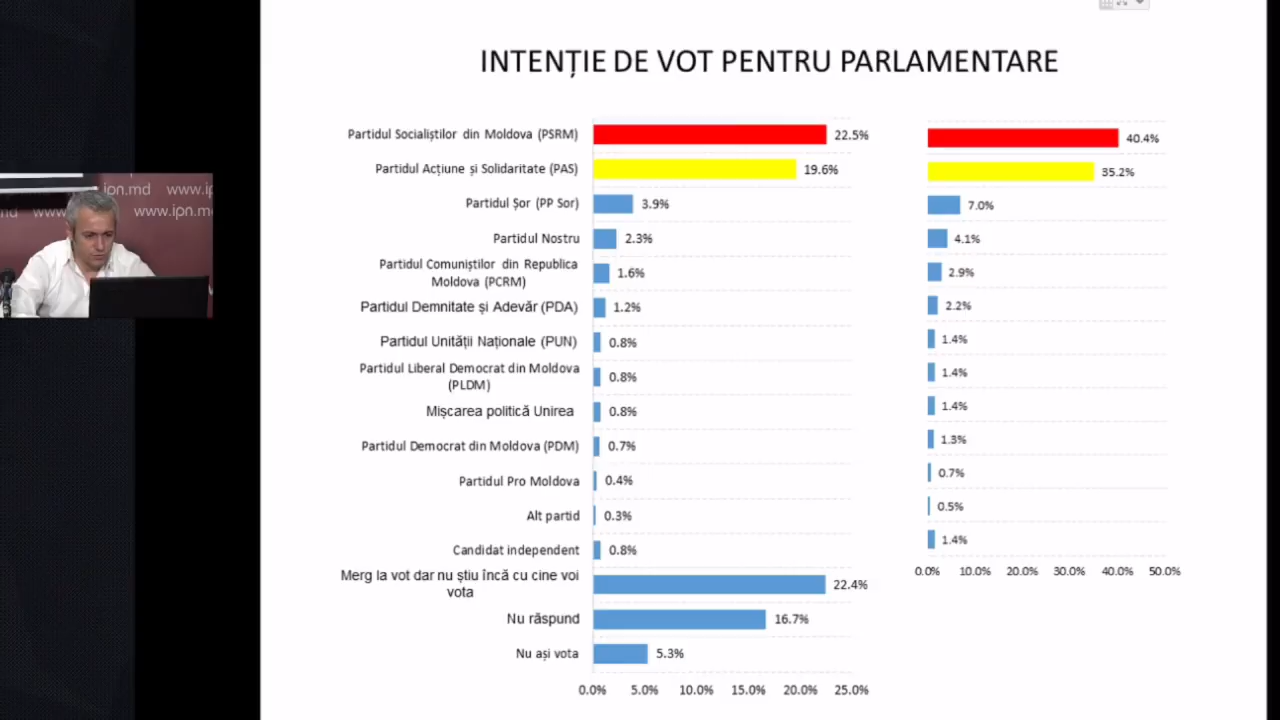 INTENȚIE DE VOT PENTRU PARLAMENTARE
Partidul Socialiștilor din Moldova (PSRM) 22.5% 40.4%
Partidul Acțiune și Solidaritate (PAS) 19.6% 35.2%
Partidul Șor (PP Sor) 3.9% 7.0%
Partidul Nostru 2.3% 4.1%
Partidul Comuniștilor din Republica
Moldova (PCRM) 1.6% 2.9%
Partidul Demnitate și Adevăr (PDA) 1.2% 2.2%
Partidul Unității Naționale (PUN) 0.8% 1.4%
Partidul Liberal Democrat din Moldova
(PLDM) 0.8% 1.4%
Mișcarea politică Unirea 0.8% 1.4%
Partidul Democrat din Moldova (PDM) 0.7% 1.3%
Partidul Pro Moldova 0.4% 0.7%
Alt partid 0.3% 0.5%
Candidat independent 0.8% 1.4%
Merg la vot dar nu știu încă cu cine voi
vota 22.4%
Nu răspund 16.7%
Nu ași vota 5.3%
0.0% 5.0% 10.0% 15.0% 20.0% 25.0%
0.0% 10.0% 20.0% 30.0% 40.0% 50.0%
ipn.md www.ip
md www. www.ipn.md